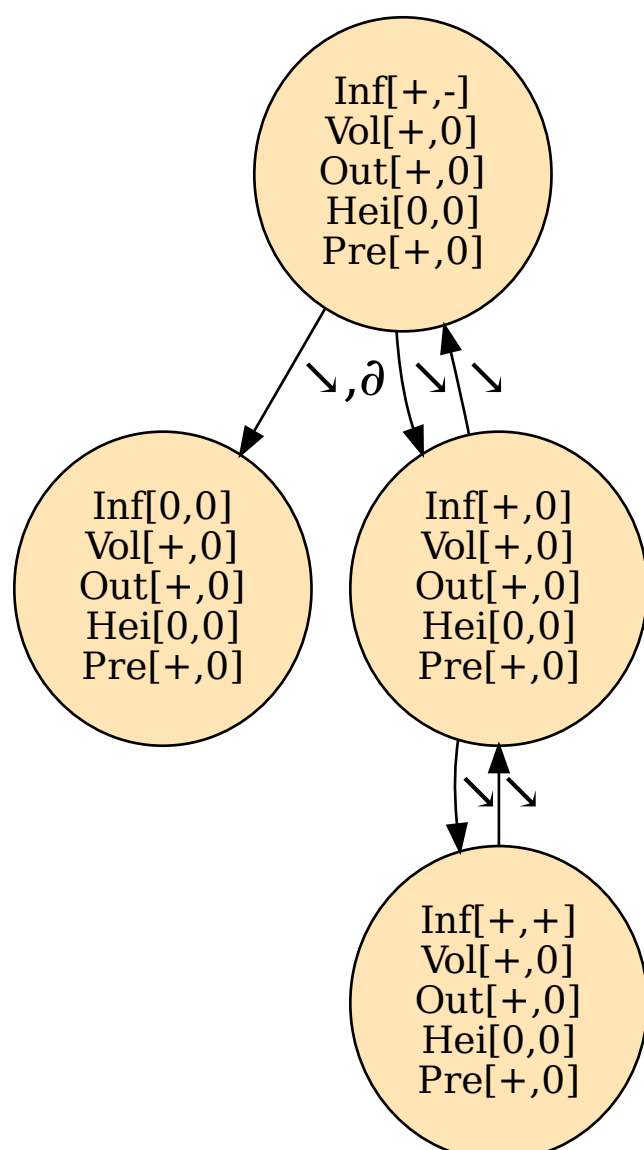 Inf[+,-]
Vol[+,0]
Out[+,0]
Hei[0,0]
Pre[+,0]
↘,∂
↘
↘
Inf[0,0]
Vol[+,0]
Out[+,0]
Hei[0,0]
Pre[+,0]
Inf[+,0]
Vol[+,0]
Out[+,0]
Hei[0,0]
Pre[+,0]
↘
↘
Inf[+,+]
Vol[+,0]
Out[+,0]
Hei[0,0]
Pre[+,0]